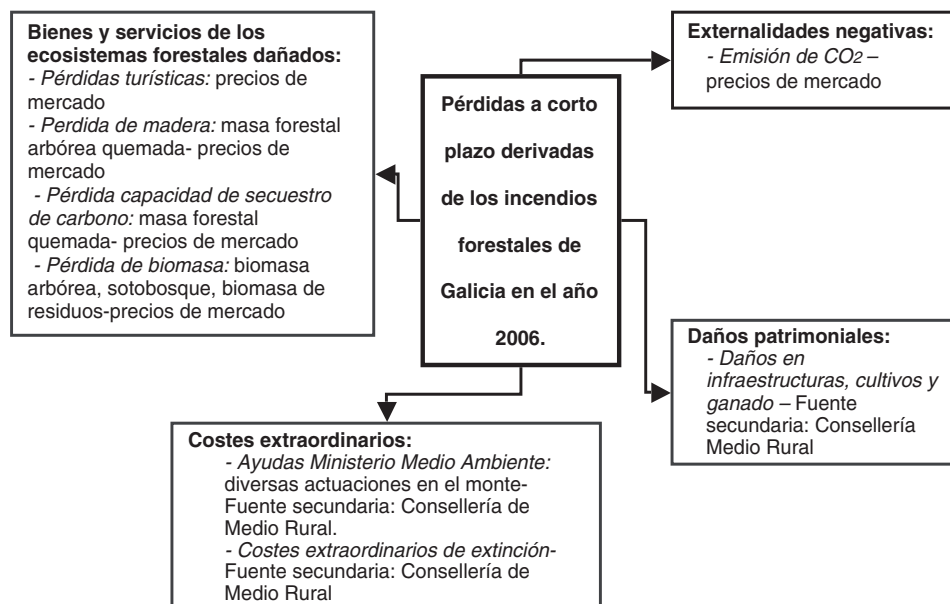 Bienes y servicios de los
ecosistemas forestales dañados:
- Pérdidas turísticas: precios de
mercado
- Perdida de madera: masa forestal
arbórea quemada- precios de
mercado
- Pérdida capacidad de secuestro
de carbono: masa forestal
quemada- precios de mercado
- Pérdida de biomasa: biomasa
arbórea, sotobosque, biomasa de
residuos-precios de mercado
Pérdidas a corto
plazo derivadas
de los incendios
forestales de
Galicia en el año
2006.
Externalidades negativas:
- Emisión de CO2 –
precios de mercado
Daños patrimoniales:
- Daños en
infraestructuras, cultivos y
ganado – Fuente
secundaria: Consellería
Medio Rural
Costes extraordinarios:
- Ayudas Ministerio Medio Ambiente:
diversas actuaciones en el monte-
Fuente secundaria: Consellería de
Medio Rural.
- Costes extraordinarios de extinción-
Fuente secundaria: Consellería de
Medio Rural